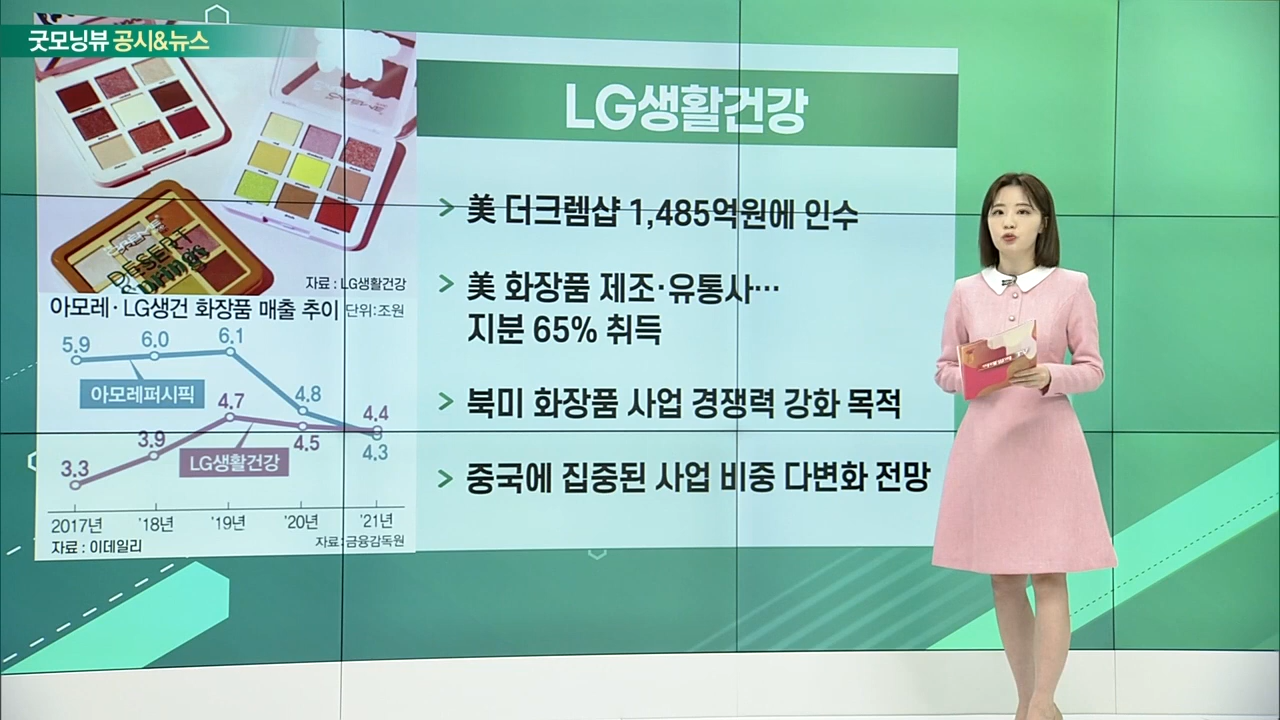 굿모닝뷰 공시&뉴스
LG생활건강
美 더크렘샵 1,485억원에 인수
美 화장품 제조·유통사…
지분 65% 취득
북미 화장품 사업 경쟁력 강화 목적
중국에 집중된 사업 비중 다변화 전망
DESERT
자료 : LG생활건강
아모레·LG생건 화장품 매출 추이 단위:조원
5.9 6.0 6.1 4.8
아모레퍼시픽
4.3
3.3 3.9 4.7 4.5 4.4
LG생활건강
2017년 '18년 '19년 '20년 '21년
자료 : 이데일리 자료:금융감독원